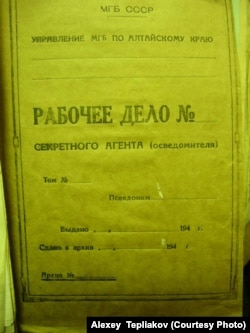 МГБ СССР
УПРАВЛЕНИЕ МГБ ПО АЛТАЙСКОМУ КРАЮ
РАБОЧЕЕ ДЕЛО №
СЕКРЕТНОГО АГЕНТА (осведомителя)
Том №
Псевдоним
Выдано „ „ 194 г.
Сдано в архив „ „ 194 г.
Архив №
Alexey Tepliakov (Courtesy Photo)